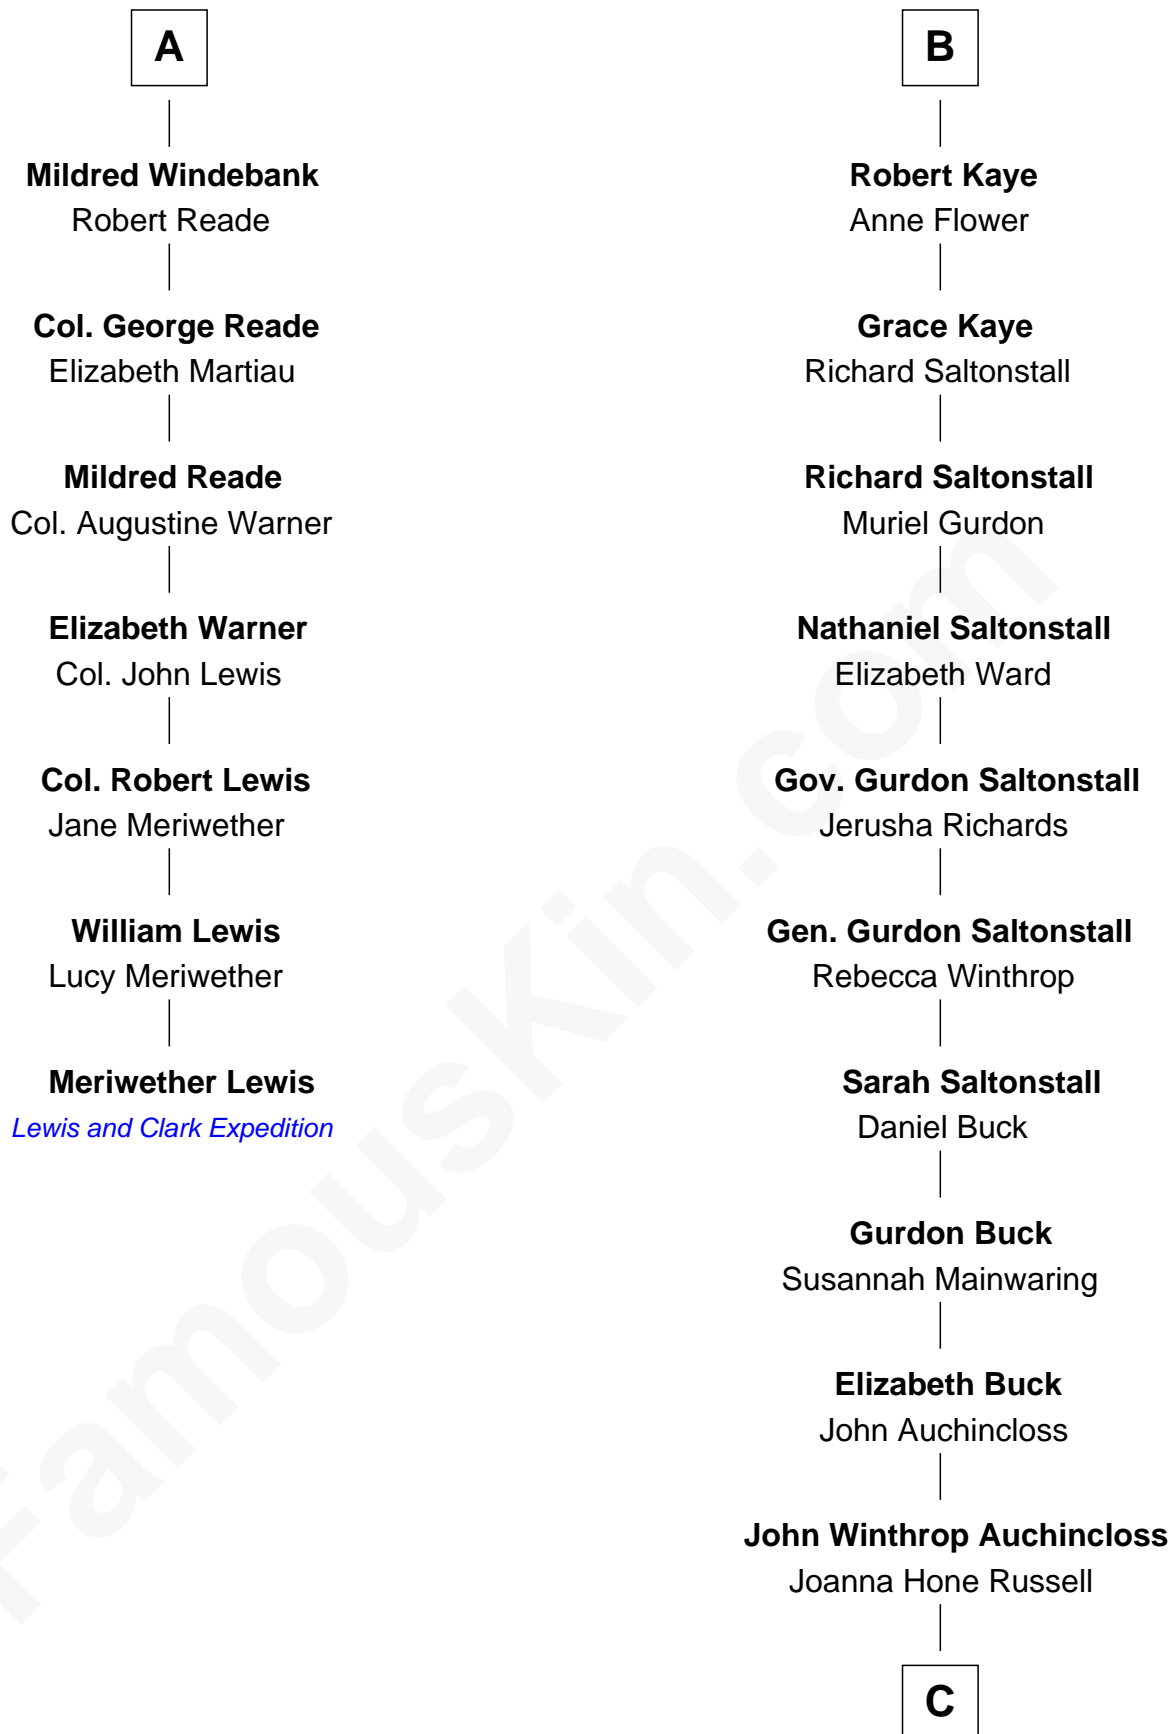 A
Mildred Windebank
Robert Reade
Col. George Reade
Elizabeth Martiau
Mildred Reade
Col. Augustine Warner
Elizabeth Warner
Col. John Lewis
Col. Robert Lewis
Jane Meriwether
William Lewis
Lucy Meriwether
Meriwether Lewis
Lewis and Clark Expedition
B
Robert Kaye
Anne Flower
Grace Kaye
Richard Saltonstall
Richard Saltonstall
Muriel Gurdon
Nathaniel Saltonstall
Elizabeth Ward
Gov. Gurdon Saltonstall
Jerusha Richards
Gen. Gurdon Saltonstall
Rebecca Winthrop
Sarah Saltonstall
Daniel Buck
Gurdon Buck
Susannah Mainwaring
Elizabeth Buck
John Auchincloss
John Winthrop Auchincloss
Joanna Hone Russell
C
FamousKin.com